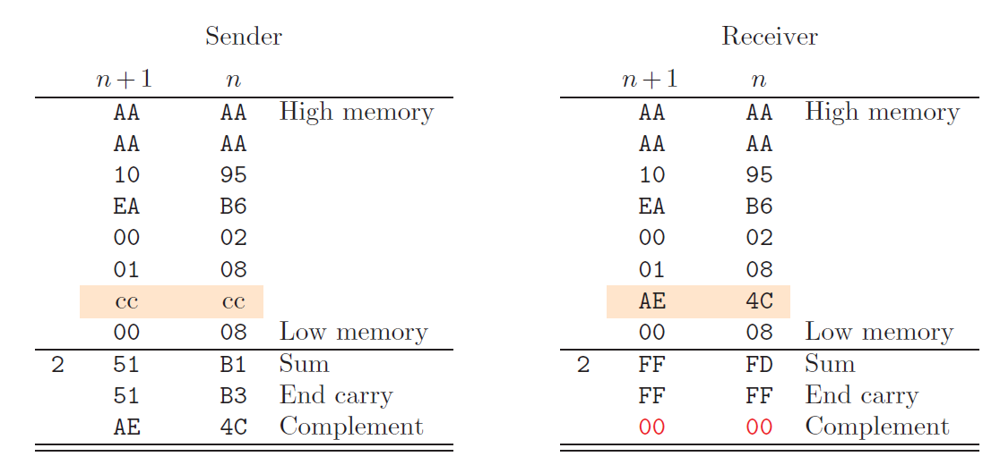 Sender Receiver
n + 1 n n + 1 n
AA AA High memory AA AA High memory
AA AA AA AA
10 95 10 95
EA B6 EA B6
00 02 00 02
01 08 01 08
cc cc AE 4C
00 08 Low memory 00 08 Low memory
2 51 B1 Sum 2 FF FD Sum
51 B3 End carry FF FF End carry
AE 4C Complement 00 00 Complement